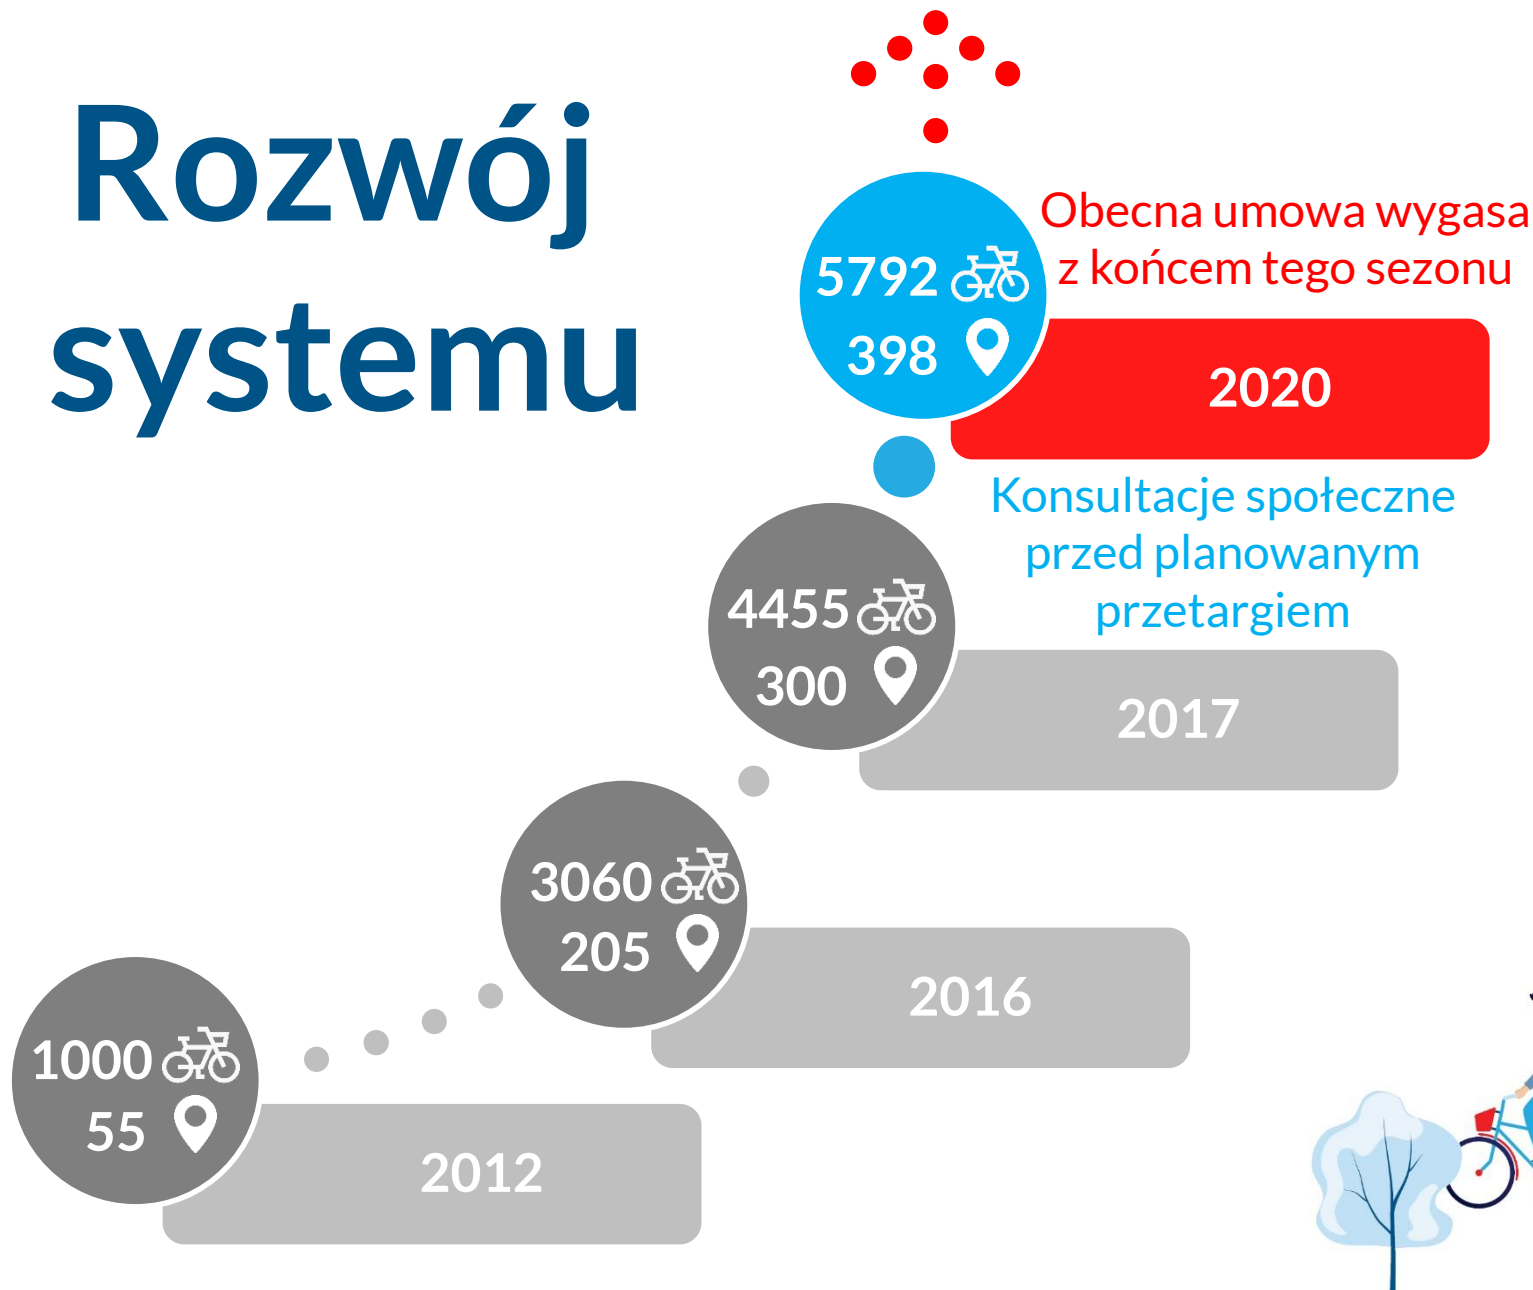 Rozwój
systemu
Obecna umowa wygasa
z końcem tego sezonu
5792
398
2020
Konsultacje społeczne
przed planowanym
przetargiem
4455
300
2017
3060
205
2016
1000
55
2012